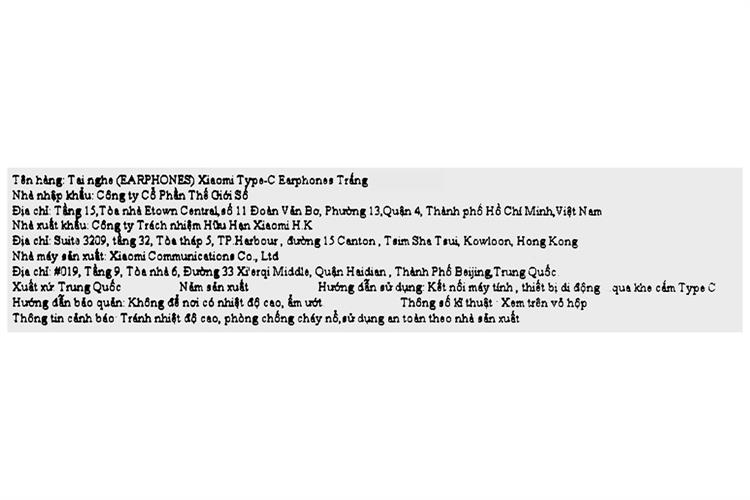 Tên hàng: Tai nghe (EARPHONES) Xiaomi Type-C Earphones Trắng
Nhà nhập khẩu: Công ty Cổ Phần Thế Giới Số
Địa chỉ: Tầng 15,Tòa nhà Etown Central,số 11 Đoàn Văn Bơ, Phường 13,Quận 4, Thành phố Hồ Chí Minh,Việt Nam
Nhà xuất khẩu: Công ty Trách nhiệm Hữu Hạn Xiaomi H.K
Địa chỉ: Suite 3209, tầng 32, Tòa tháp 5, TP.Harbour, đường 15 Canton, Tsim Sha Tsui, Kowloon, Hong Kong
Nhà máy sản xuất: Xiaomi Communications Co., Ltd
Địa chỉ: #019, Tầng 9, Tòa nhà 6, Đường 33 Xi'erqi Middle, Quận Haidian, Thành Phố Beijing,Trung Quốc
Xuất xứ Trung Quốc Năm sản xuất Hướng dẫn sử dụng: Kết nối máy tính, thiết bị di động qua khe cắm Type C
Hướng dẫn bảo quản: Không để nơi có nhiệt độ cao, ẩm ướt. Thông số kĩ thuật: Xem trên vỏ hộp
Thông tin cảnh báo: Tránh nhiệt độ cao, phòng chống cháy nổ,sử dụng an toàn theo nhà sản xuất